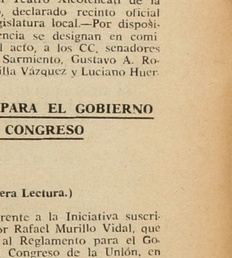 l Teatro Xicoténcatl de la
, declarado recinto oficial
gislatura local.—Por disposi-
encia se designan en comi-
l acto, a los CC. senadores
Sarmiento, Gustavo A. Ro-
illa Vázquez y Luciano Huer-
PARA EL GOBIERNO
CONGRESO
era Lectura.)
erente a la Iniciativa suscri-
or Rafael Murillo Vidal, que
al Reglamento para el Go-
Congreso de la Unión, en